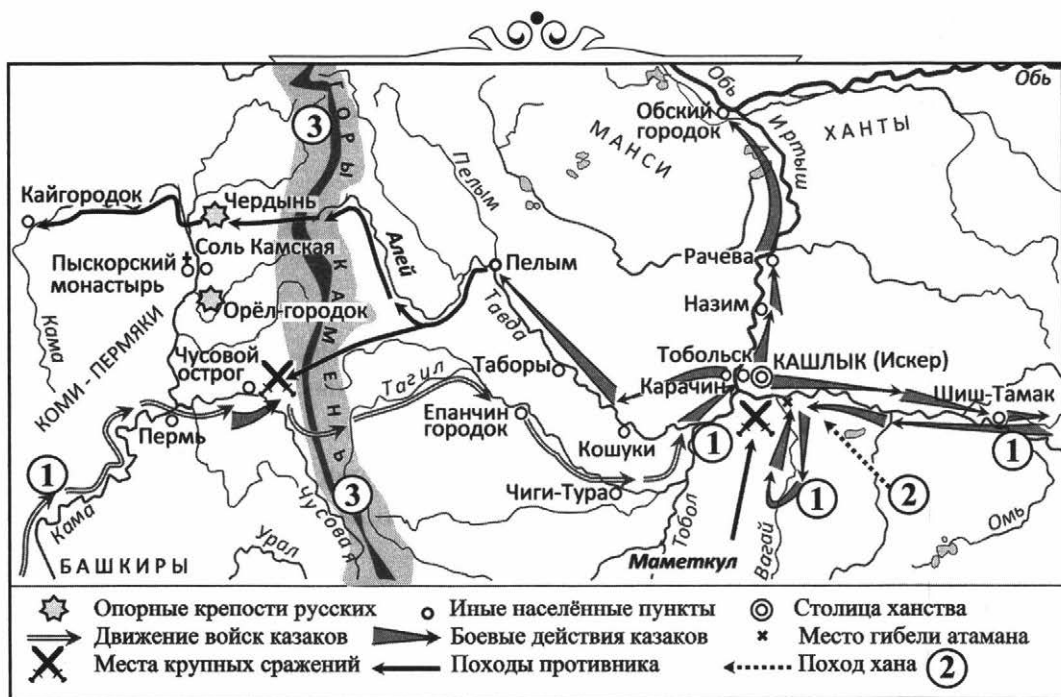 Обь
Обь
Обский городок
Иртыш
ХАНТЫ
МАНСИ
3
ГОРЫ
Пелым
Кайгородок
Чердынь
Соль Камская
Алей
Пыскорский монастырь
Пелым
Рачева
КАМЕНЬ
Орёл-городок
Назим
Кама
КОМИ - ПЕРМЯКИ
Тавда
Чусовой острог
Таборы
Тобольск
КАШЛЫК (Искер)
Карачин
Тагил
Шиш-Тамак
Епанчин городок
Пермь
Кошуки
1
1
1
3
Чиги-Тура
1
2
Кама
Чусовая
Тобол
Вагай
Омь
Урал
Маметкул
БАШКИРЫ
Опорные крепости русских
Иные населённые пункты
Столица ханства
Движение войск казаков
Боевые действия казаков
Место гибели атамана
Места крупных сражений
Походы противника
Поход хана 2